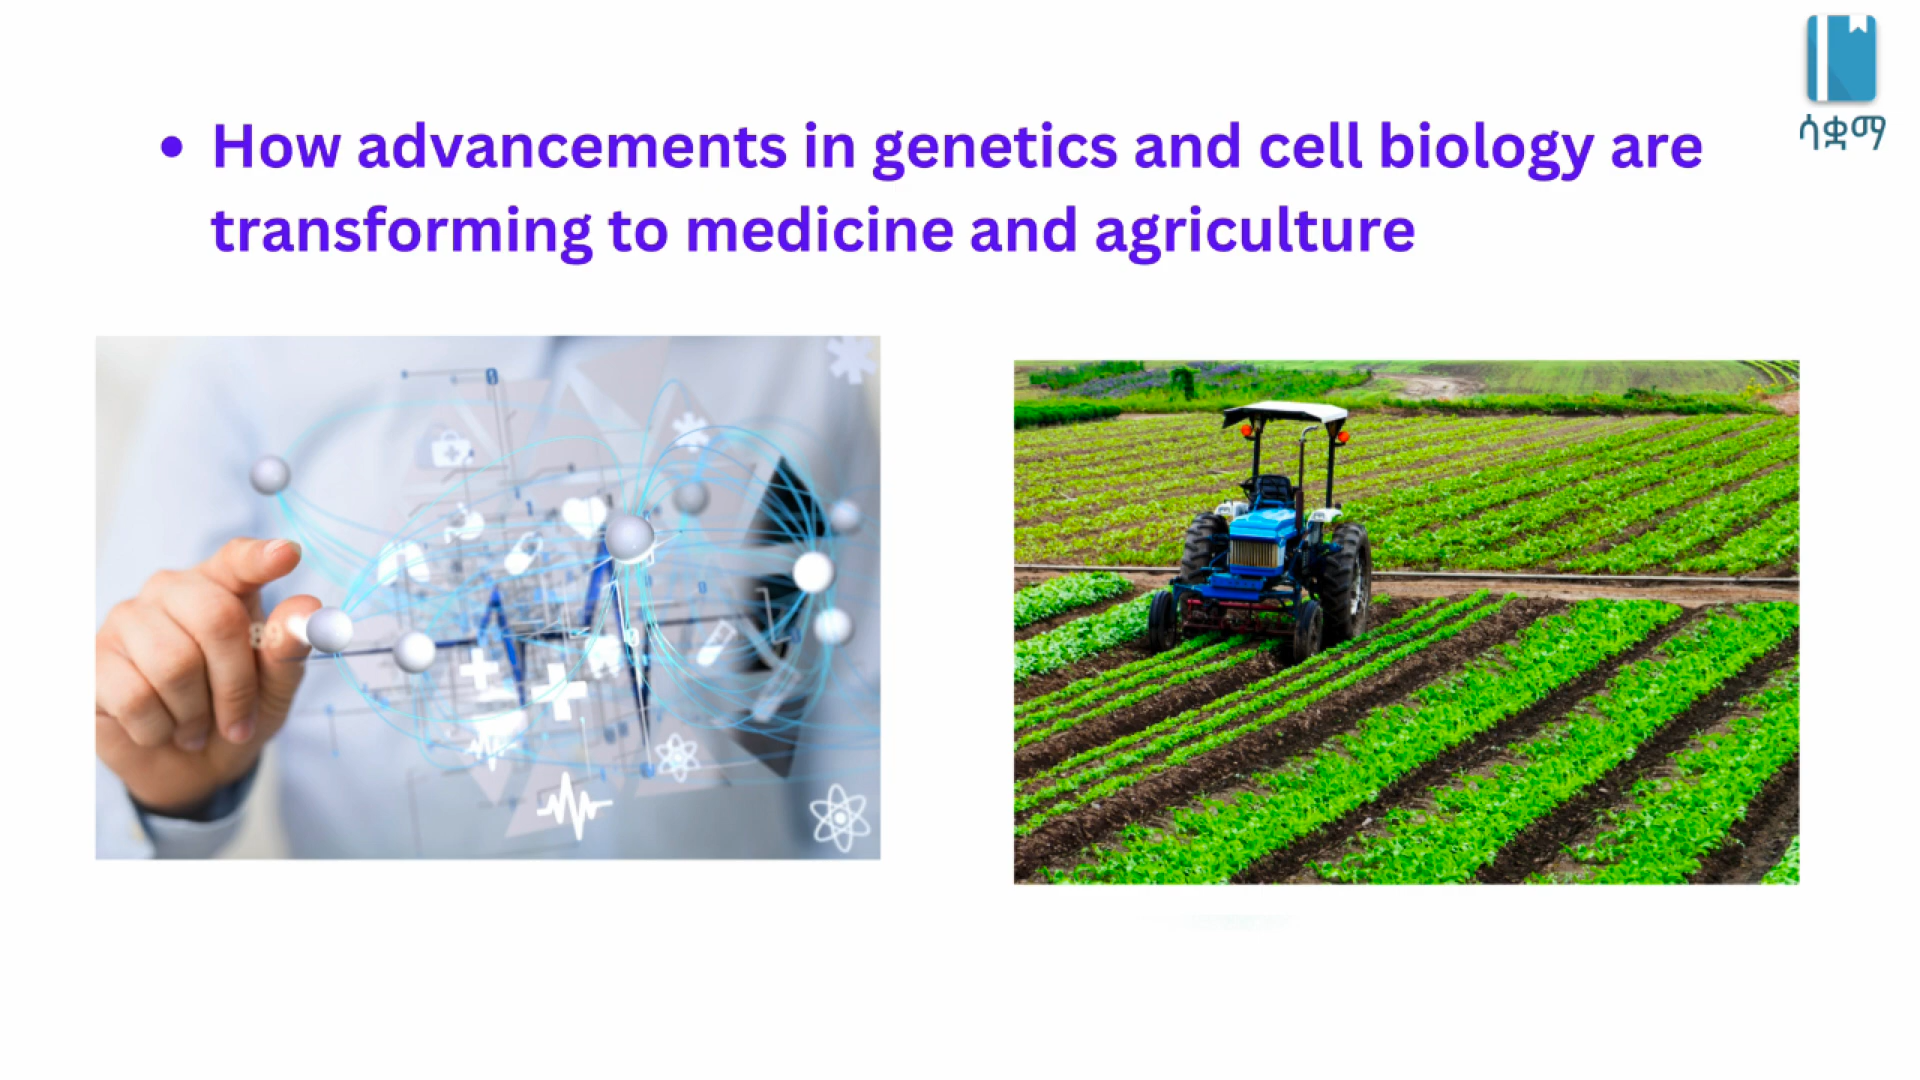 ሳቋማ
• How advancements in genetics and cell biology are
transforming to medicine and agriculture